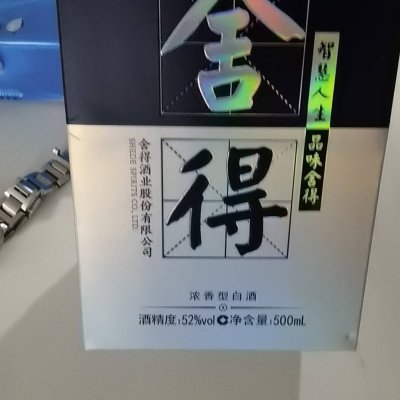 舍
得
智慧人生
品味舍得
舍得酒业股份有限公司
SHEDE SPIRITS CO., LTD.
浓香型白酒
酒精度:52%vol
净含量:500mL